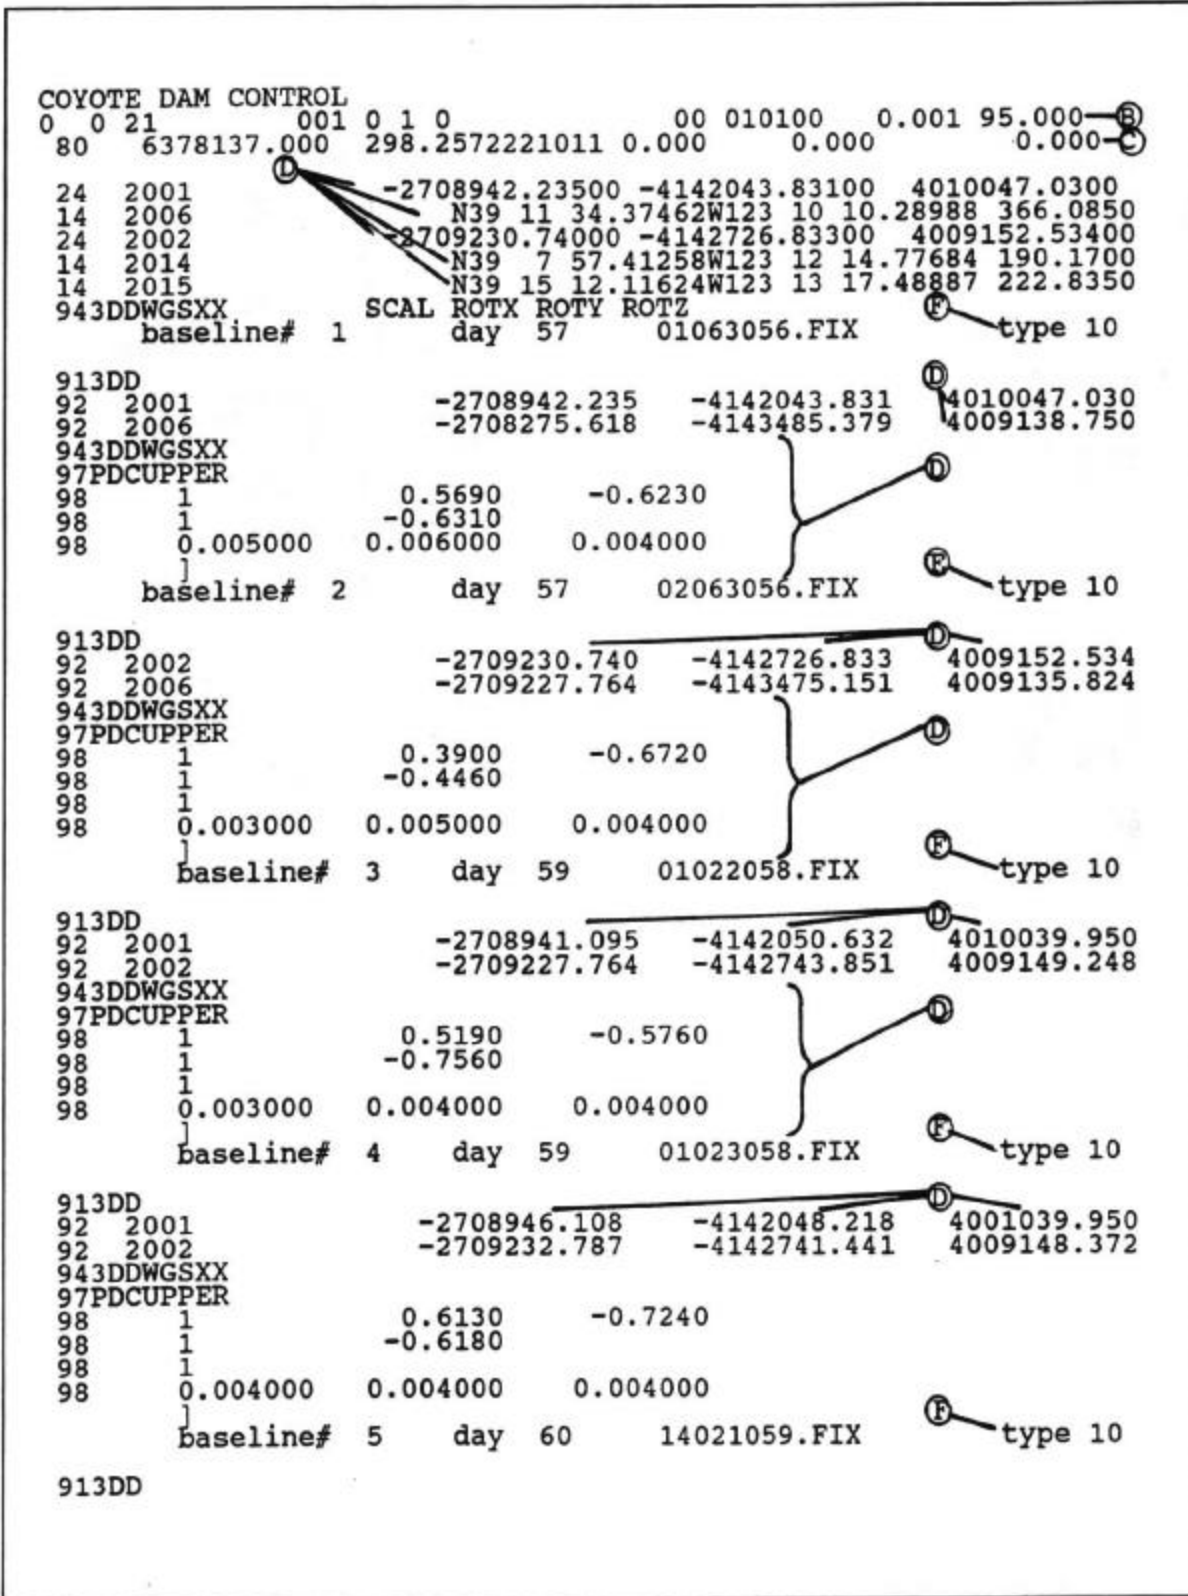 COYOTE DAM CONTROL
0 0 21 001 0 1 0 00 010100 0.001 95.000 B
80 6378137.000 298.2572221011 0.000 0.000 0.000 C
D
24 2001 -2708942.23500 -4142043.83100 4010047.0300
14 2006 N39 11 34.37462W123 10 10.28988 366.0850
24 2002 -2709230.74000 -4142726.83300 4009152.53400
14 2014 N39 7 57.41258W123 12 14.77684 190.1700
14 2015 N39 15 12.11624W123 13 17.48887 222.8350
943DDWGSXX SCAL ROTX ROTY ROTZ F
baseline# 1 day 57 01063056.FIX type 10
913DD D
92 2001 -2708942.235 -4142043.831 4010047.030
92 2006 -2708275.618 -4143485.379 4009138.750
943DDWGSXX
97PDCUPPER D
98 1 0.5690 -0.6230
98 1 -0.6310
98 0.005000 0.006000 0.004000
] E
baseline# 2 day 57 02063056.FIX type 10
913DD D
92 2002 -2709230.740 -4142726.833 4009152.534
92 2006 -2709227.764 -4143475.151 4009135.824
943DDWGSXX
97PDCUPPER D
98 1 0.3900 -0.6720
98 1 -0.4460
98 1
98 0.003000 0.005000 0.004000
] F
baseline# 3 day 59 01022058.FIX type 10
913DD D
92 2001 -2708941.095 -4142050.632 4010039.950
92 2002 -2709227.764 -4142743.851 4009149.248
943DDWGSXX
97PDCUPPER D
98 1 0.5190 -0.5760
98 1 -0.7560
98 1
98 0.003000 0.004000 0.004000
] F
baseline# 4 day 59 01023058.FIX type 10
913DD D
92 2001 -2708946.108 -4142048.218 4001039.950
92 2002 -2709232.787 -4142741.441 4009148.372
943DDWGSXX
97PDCUPPER
98 1 0.6130 -0.7240
98 1 -0.6180
98 1
98 0.004000 0.004000 0.004000
] F
baseline# 5 day 60 14021059.FIX type 10
913DD